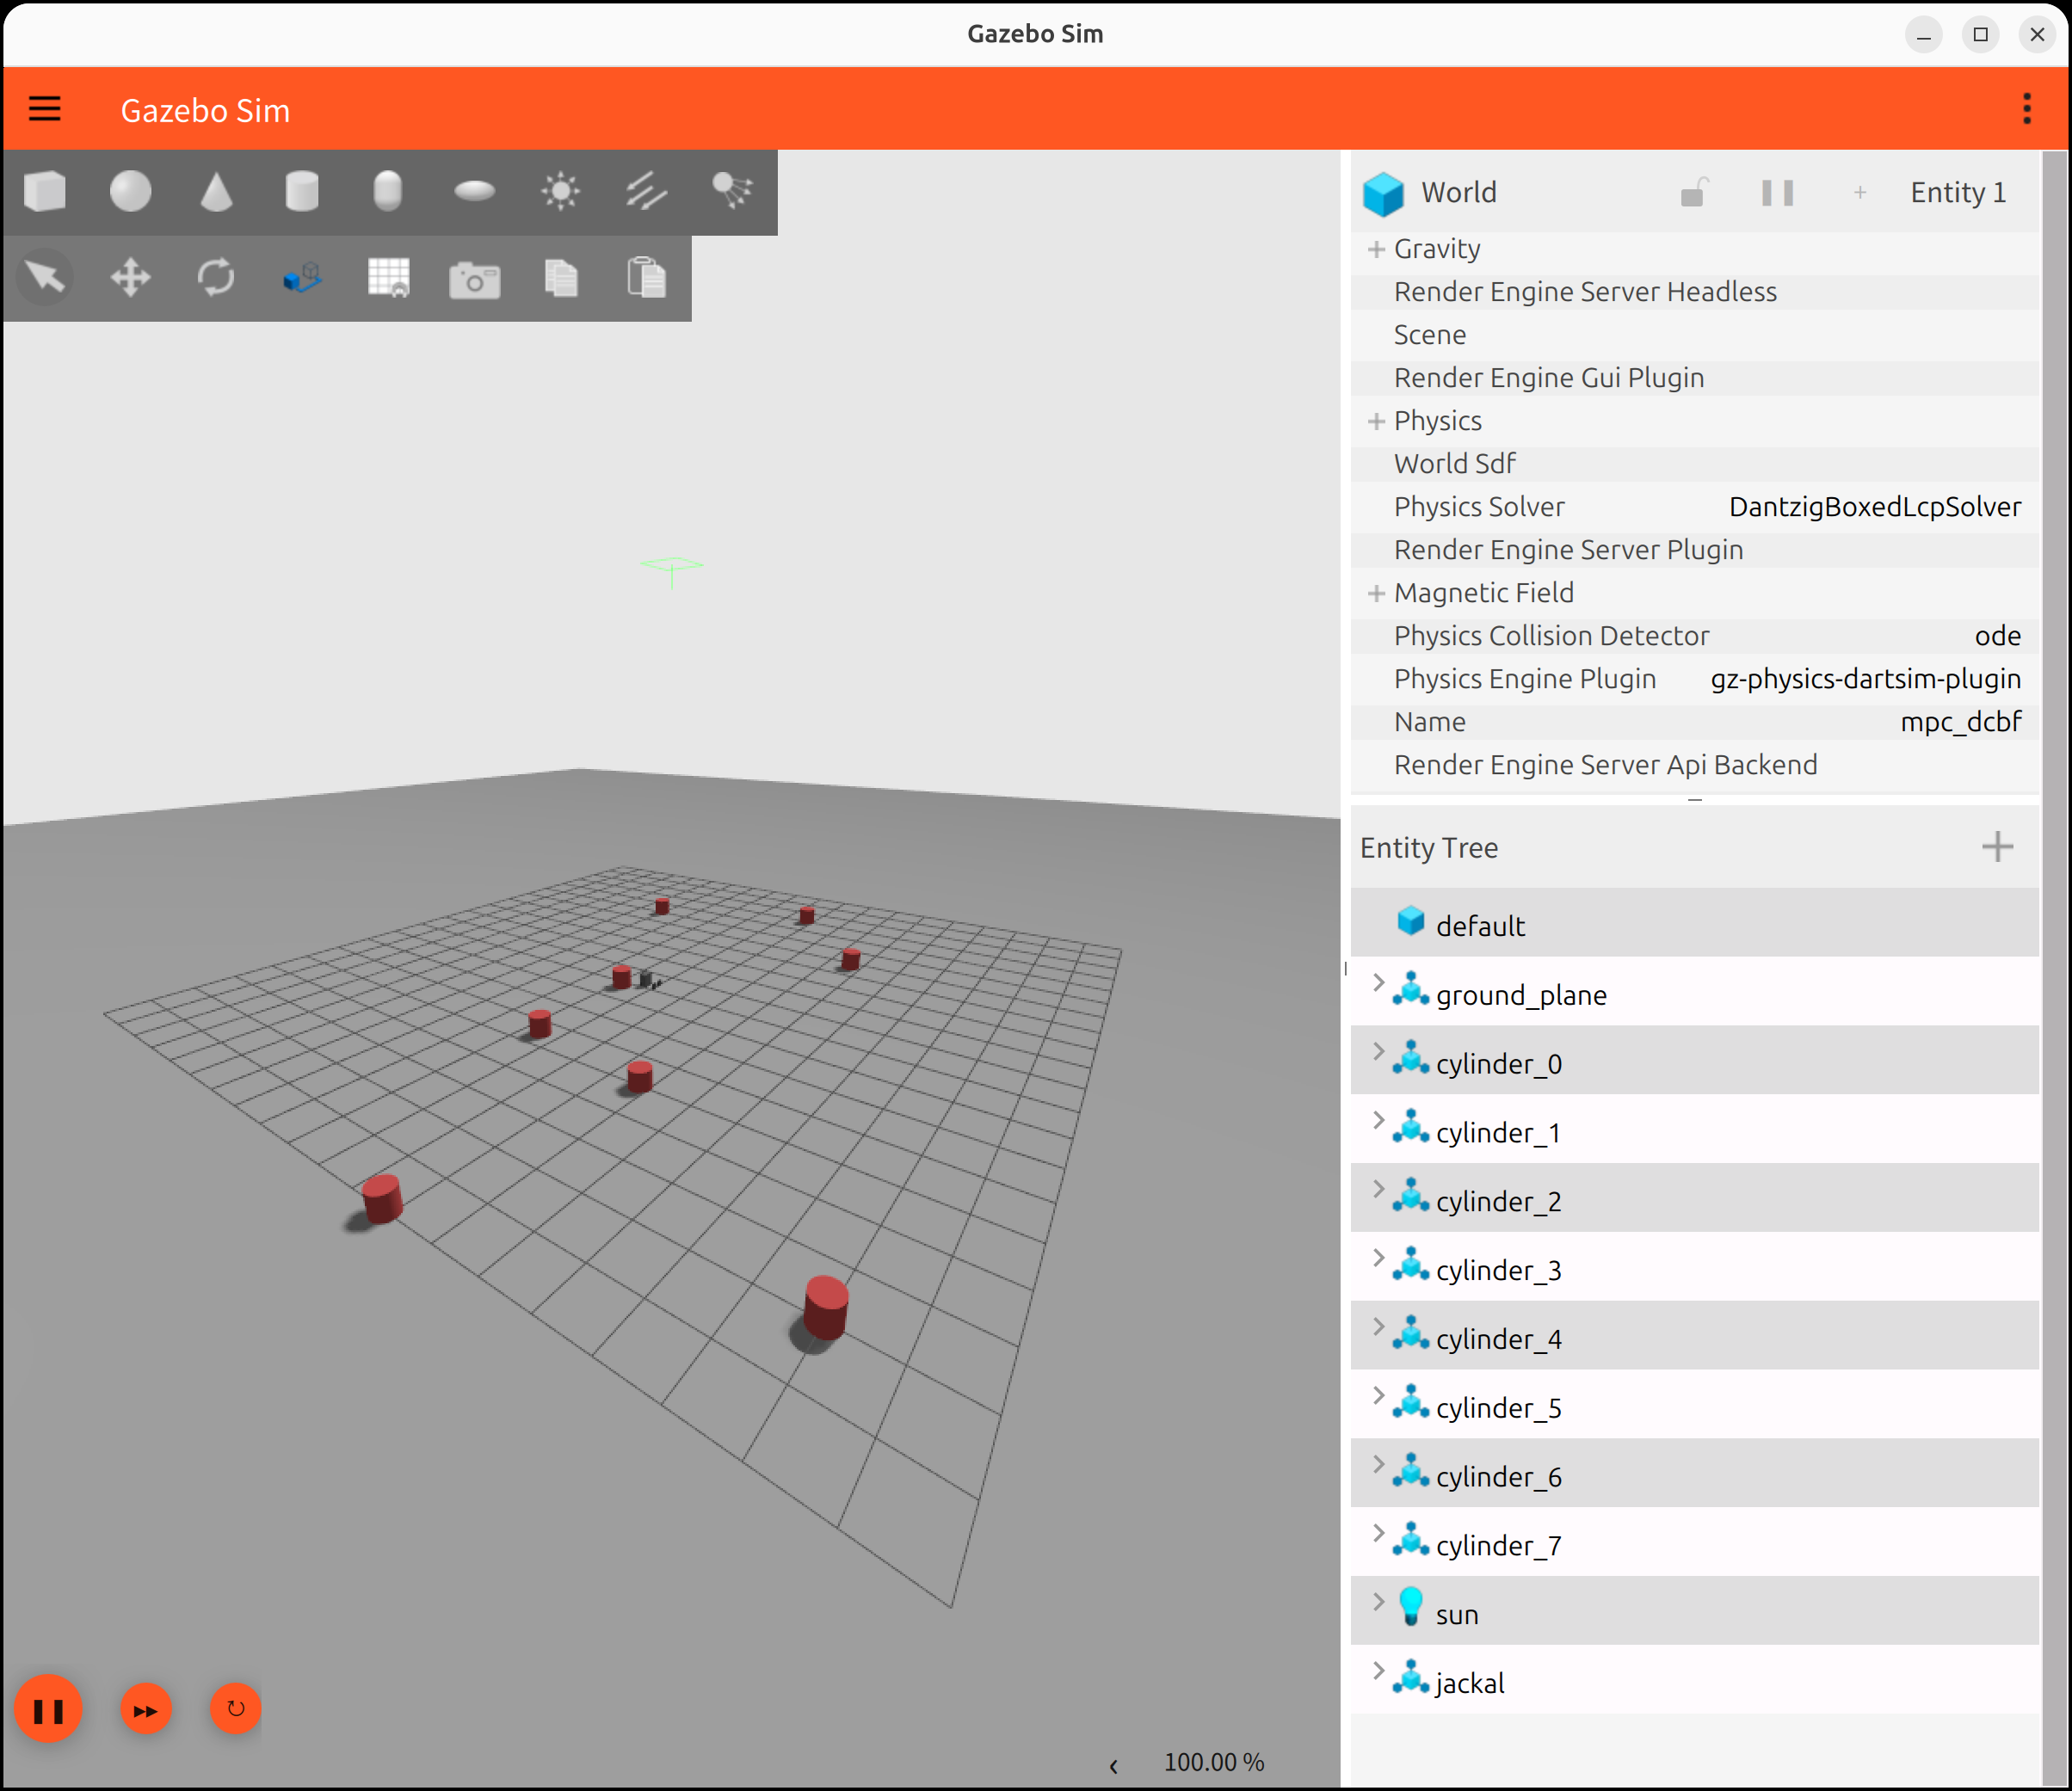 Gazebo Sim
Gazebo Sim
World + Entity 1
Gravity
Render Engine Server Headless
Scene
Render Engine Gui Plugin
Physics
World Sdf
Physics Solver DantzigBoxedLcpSolver
Render Engine Server Plugin
Magnetic Field
Physics Collision Detector ode
Physics Engine Plugin gz-physics-dartsim-plugin
Name mpc_dcbf
Render Engine Server Api Backend
Entity Tree
default
ground_plane
cylinder_0
cylinder_1
cylinder_2
cylinder_3
cylinder_4
cylinder_5
cylinder_6
cylinder_7
sun
jackal
100.00 %